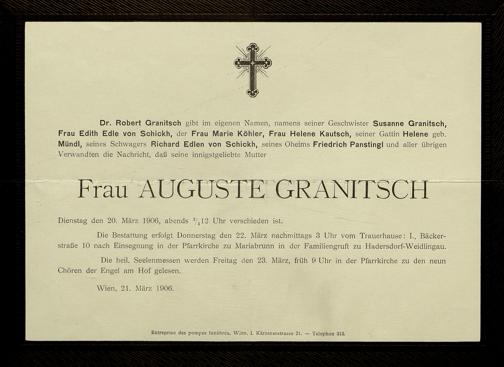 Dr. Robert Granitsch gibt im eigenen Namen, namens seiner Geschwister Susanne Granitsch,
Frau Edith Edle von Schickh, der Frau Marie Köhler, Frau Helene Kautsch, seiner Gattin Helene geb.
Mündl, seines Schwagers Richard Edlen von Schickh, seines Oheims Friedrich Panstingl und aller übrigen
Verwandten die Nachricht, daß seine innigstgeliebte Mutter
Frau AUGUSTE GRANITSCH
Dienstag den 20. März 1906, abends ³/₄12 Uhr verschieden ist.
Die Bestattung erfolgt Donnerstag den 22. März nachmittags 3 Uhr vom Trauerhause: I., Bäcker-
straße 10 nach Einsegnung in der Pfarrkirche zu Mariabrunn in der Familiengruft zu Hadersdorf-Weidlingau.
Die heil. Seelenmessen werden Freitag den 23. März, früh 9 Uhr in der Pfarrkirche zu den neun
Chören der Engel am Hof gelesen.
Wien, 21. März 1906.
Entreprise des pompes funèbres, Wien, I. Kärntnerstrasse 21. — Telephon 313.